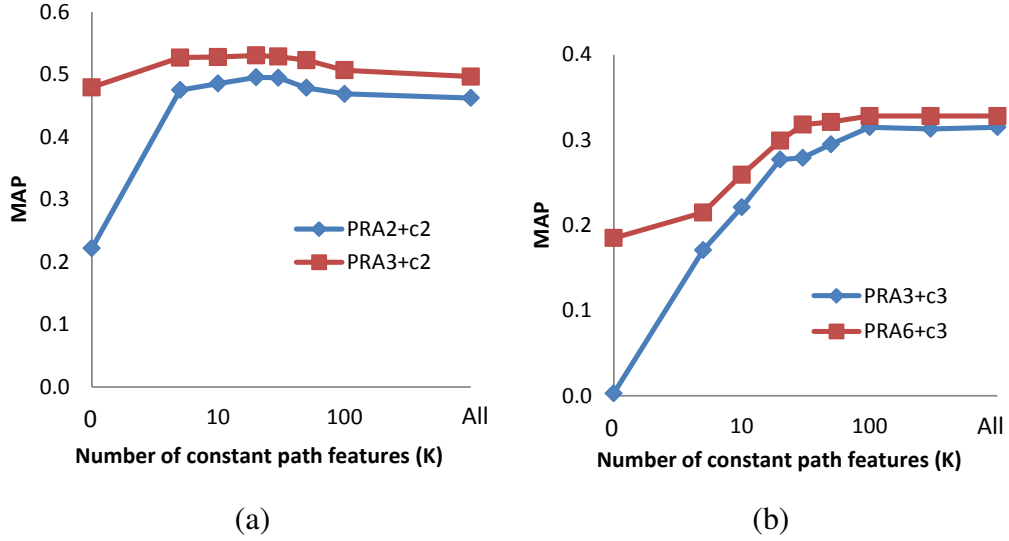 0.6
0.5
0.4
0.3
0.2
0.1
0.0
MAP
PRA2+c2
PRA3+c2
0 10 100 All
Number of constant path features (K)
(a)
0.4
0.3
0.2
0.1
0.0
MAP
PRA3+c3
PRA6+c3
0 10 100 All
Number of constant path features (K)
(b)